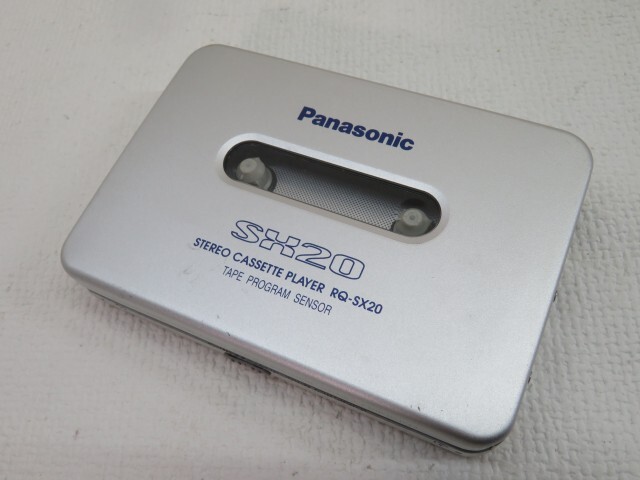 Panasonic
SX20
STEREO CASSETTE PLAYER RQ-SX20
TAPE PROGRAM SENSOR